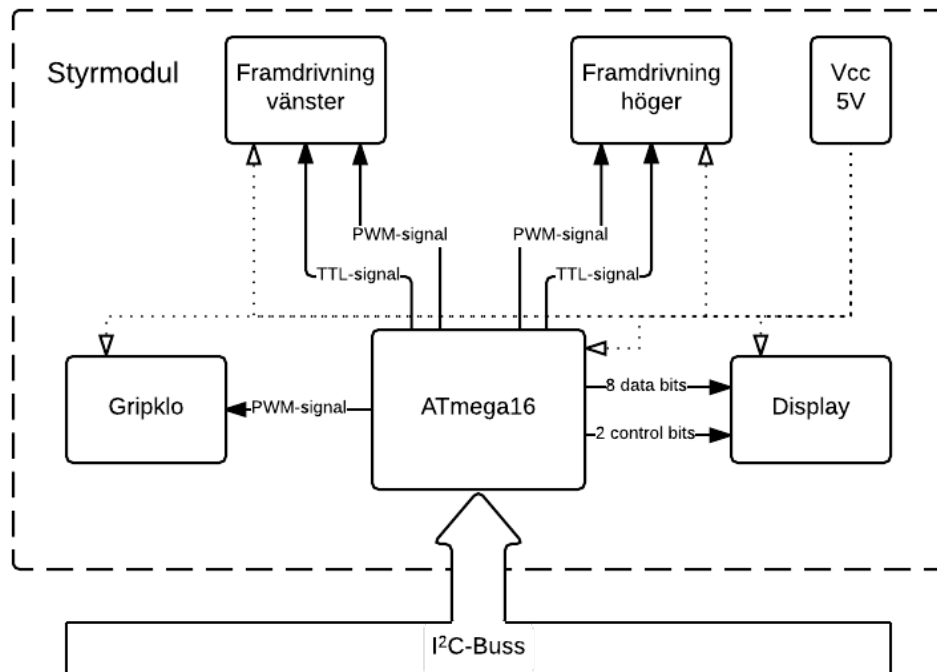 Styrmodul
Framdrivning
vänster
Framdrivning
höger
Vcc
5V
PWM-signal
PWM-signal
TTL-signal
TTL-signal
Gripklo
PWM-signal
ATmega16
8 data bits
2 control bits
Display
I²C-Buss